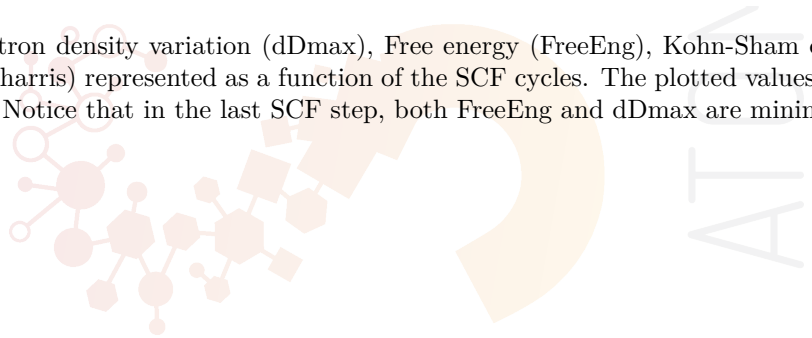 tron density variation (dDmax), Free energy (FreeEng), Kohn-Sham
harris) represented as a function of the SCF cycles. The plotted values
Notice that in the last SCF step, both FreeEng and dDmax are minim